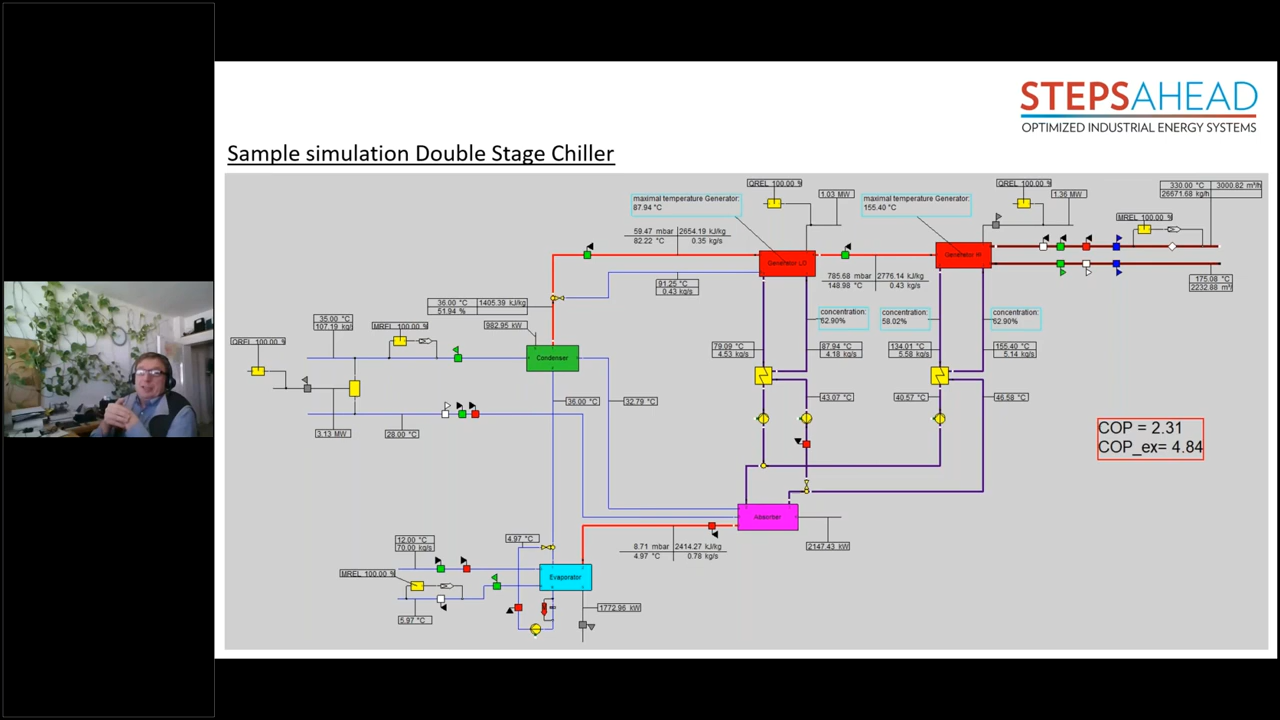 STEPSAHEAD
OPTIMIZED INDUSTRIAL ENERGY SYSTEMS
Sample simulation Double Stage Chiller
QREL 100.00 %
1.03 MW
QREL 100.00 %
1.36 MW
330.00 °C 3000.82 m³/h
26671.68 kg/h
maximal temperature Generator:
87.94 °C
maximal temperature Generator:
155.40 °C
MREL 100.00 %
59.47 mbar 2654.19 kJ/kg
82.22 °C 0.35 kg/s
Generator LO
Generator HI
785.68 mbar 2776.14 kJ/kg
148.98 °C 0.43 kg/s
175.08 °C
91.25 °C
0.43 kg/s
36.00 °C 1405.39 kJ/kg
51.94 %
concentration:
62.90%
concentration:
58.02%
concentration:
62.90%
35.00 °C
107.19 kg/
MREL 100.00 %
982.95 kW
QREL 100.00 %
Condenser
79.09 °C
4.53 kg/s
87.94 °C
4.18 kg/s
134.01 °C
5.58 kg/s
155.40 °C
5.14 kg/s
36.00 °C
32.79 °C
43.07 °C
40.57 °C
46.58 °C
3.13 MW
28.00 °C
COP = 2.31
COP_ex= 4.84
Absorber
2147.43 kW
12.00 °C
70.00 kg/s
4.97 °C
8.71 mbar 2414.27 kJ/kg
4.97 °C 0.78 kg/s
MREL 100.00 %
Evaporator
1772.96 kW
5.97 °C